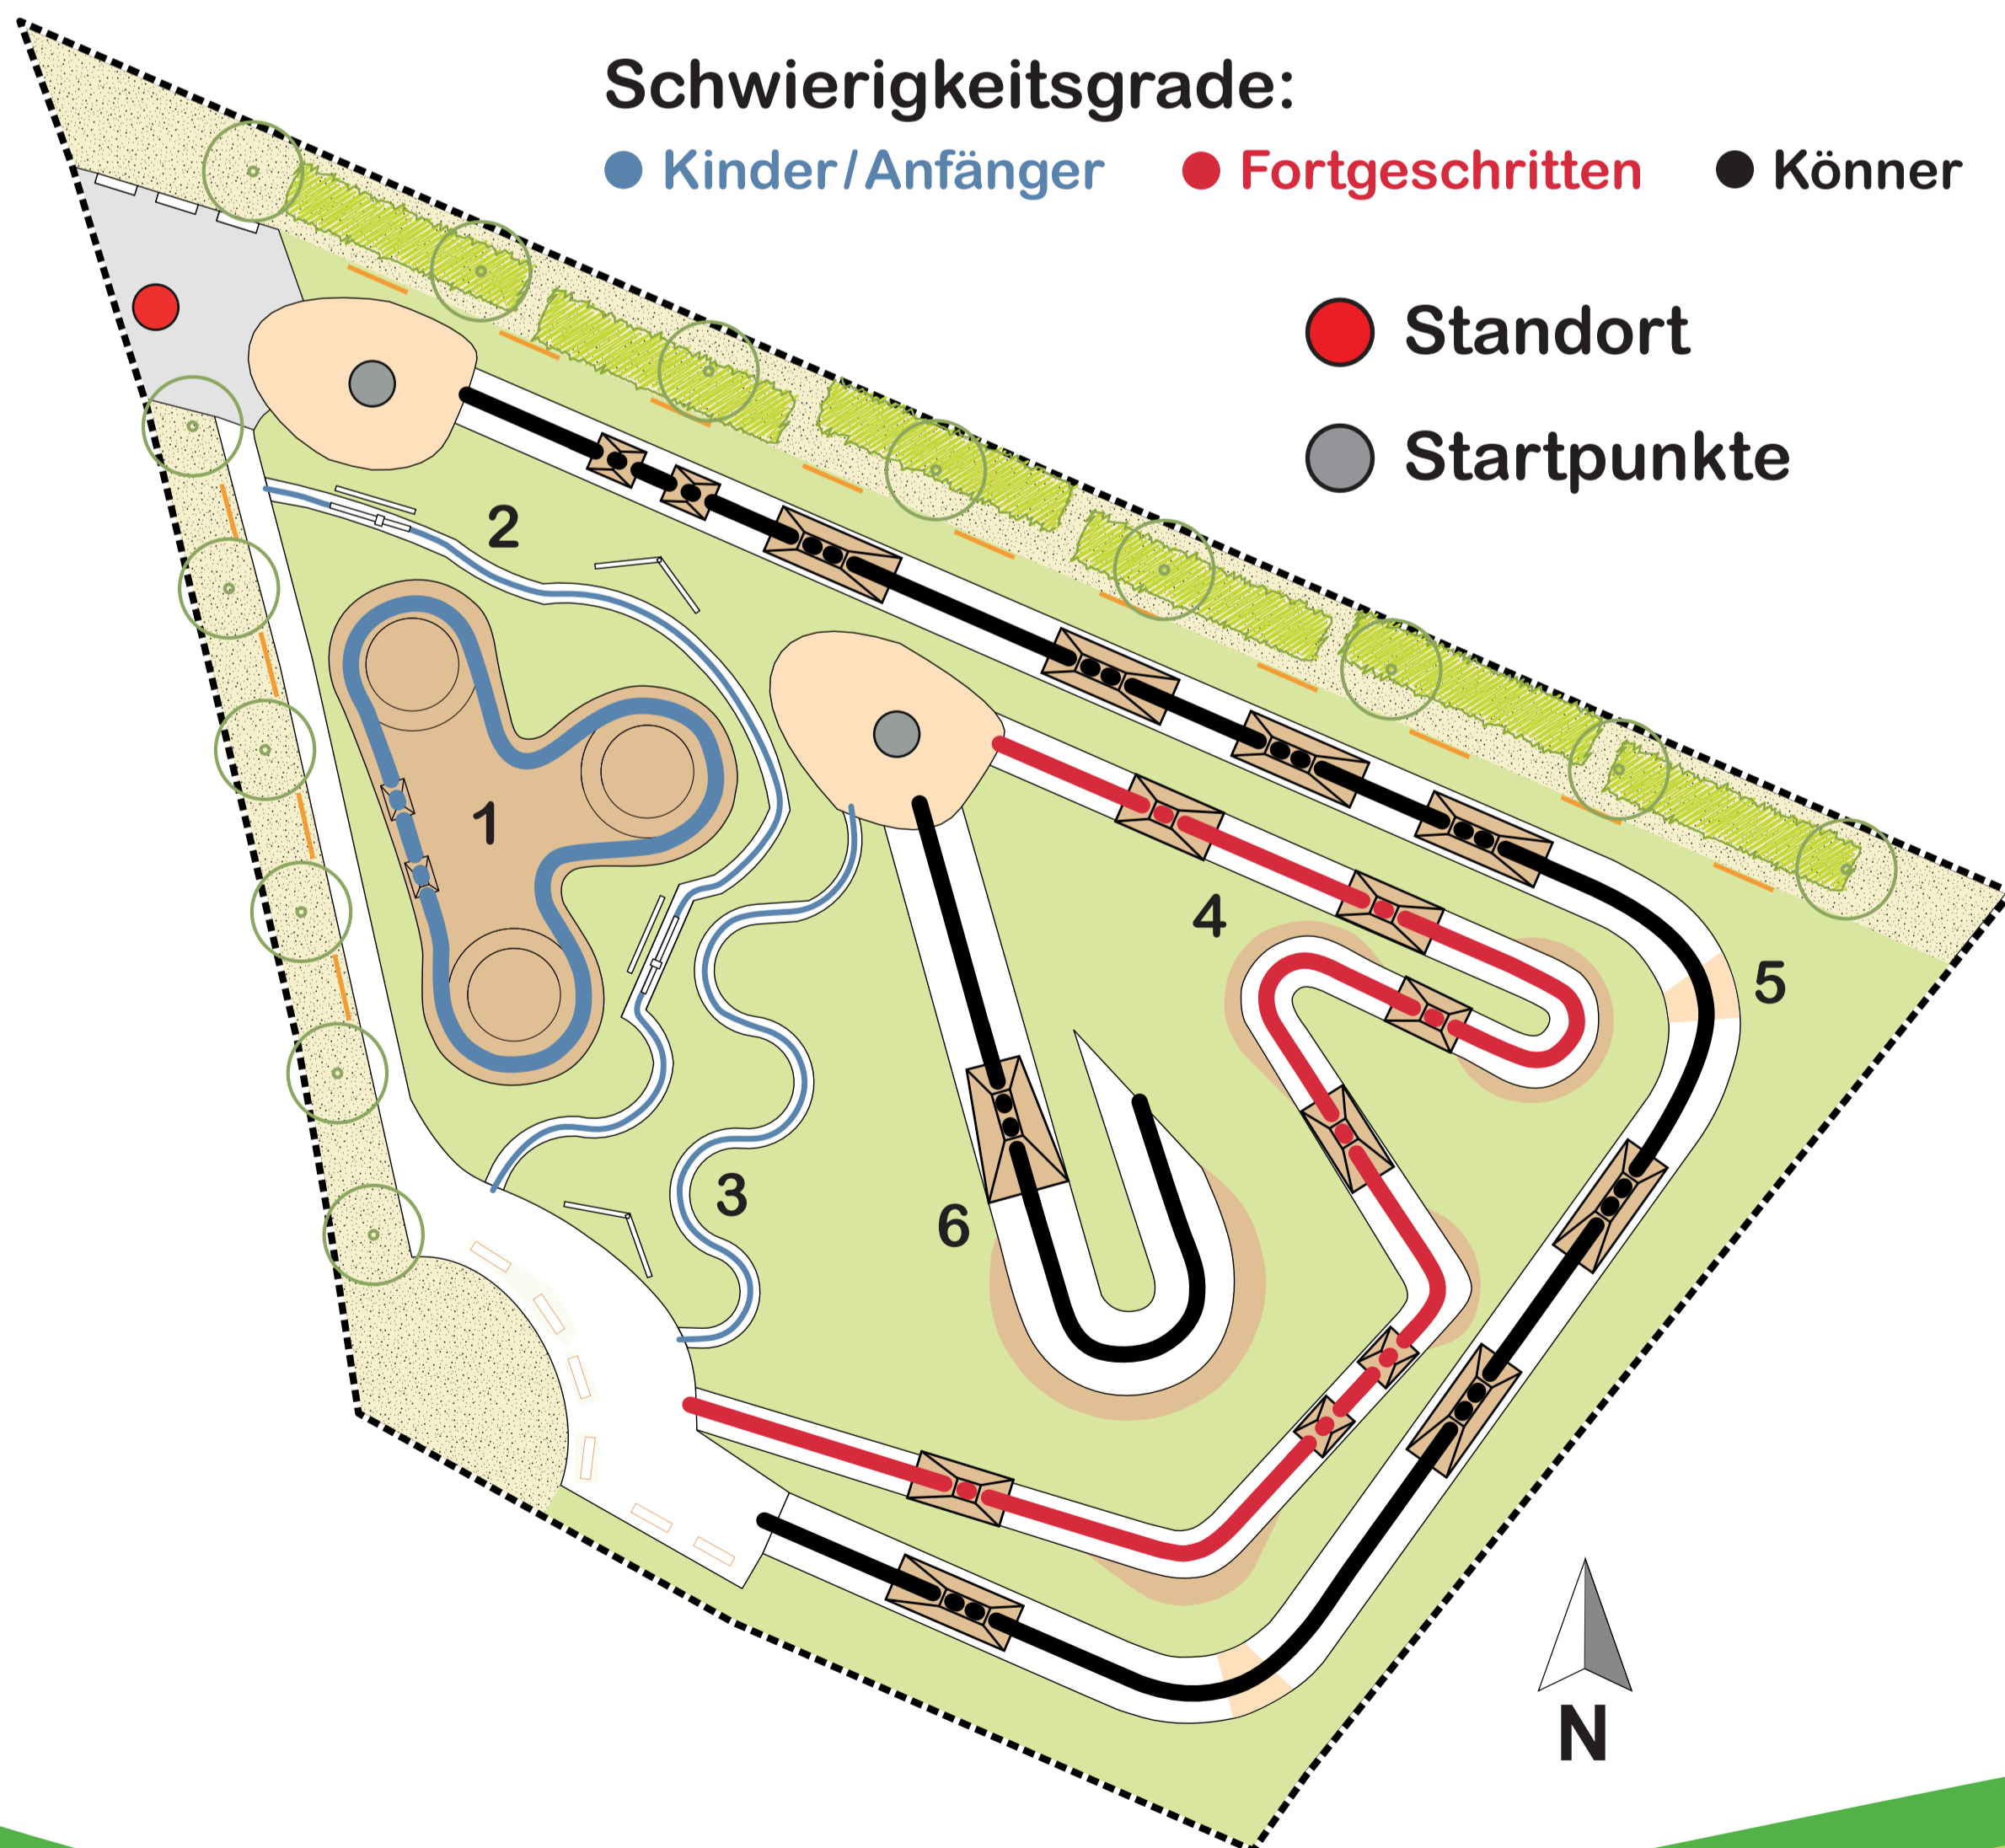 Schwierigkeitsgrade:
Kinder/Anfänger Fortgeschritten Könner
Standort
Startpunkte
2
1
4
5
3
6
N